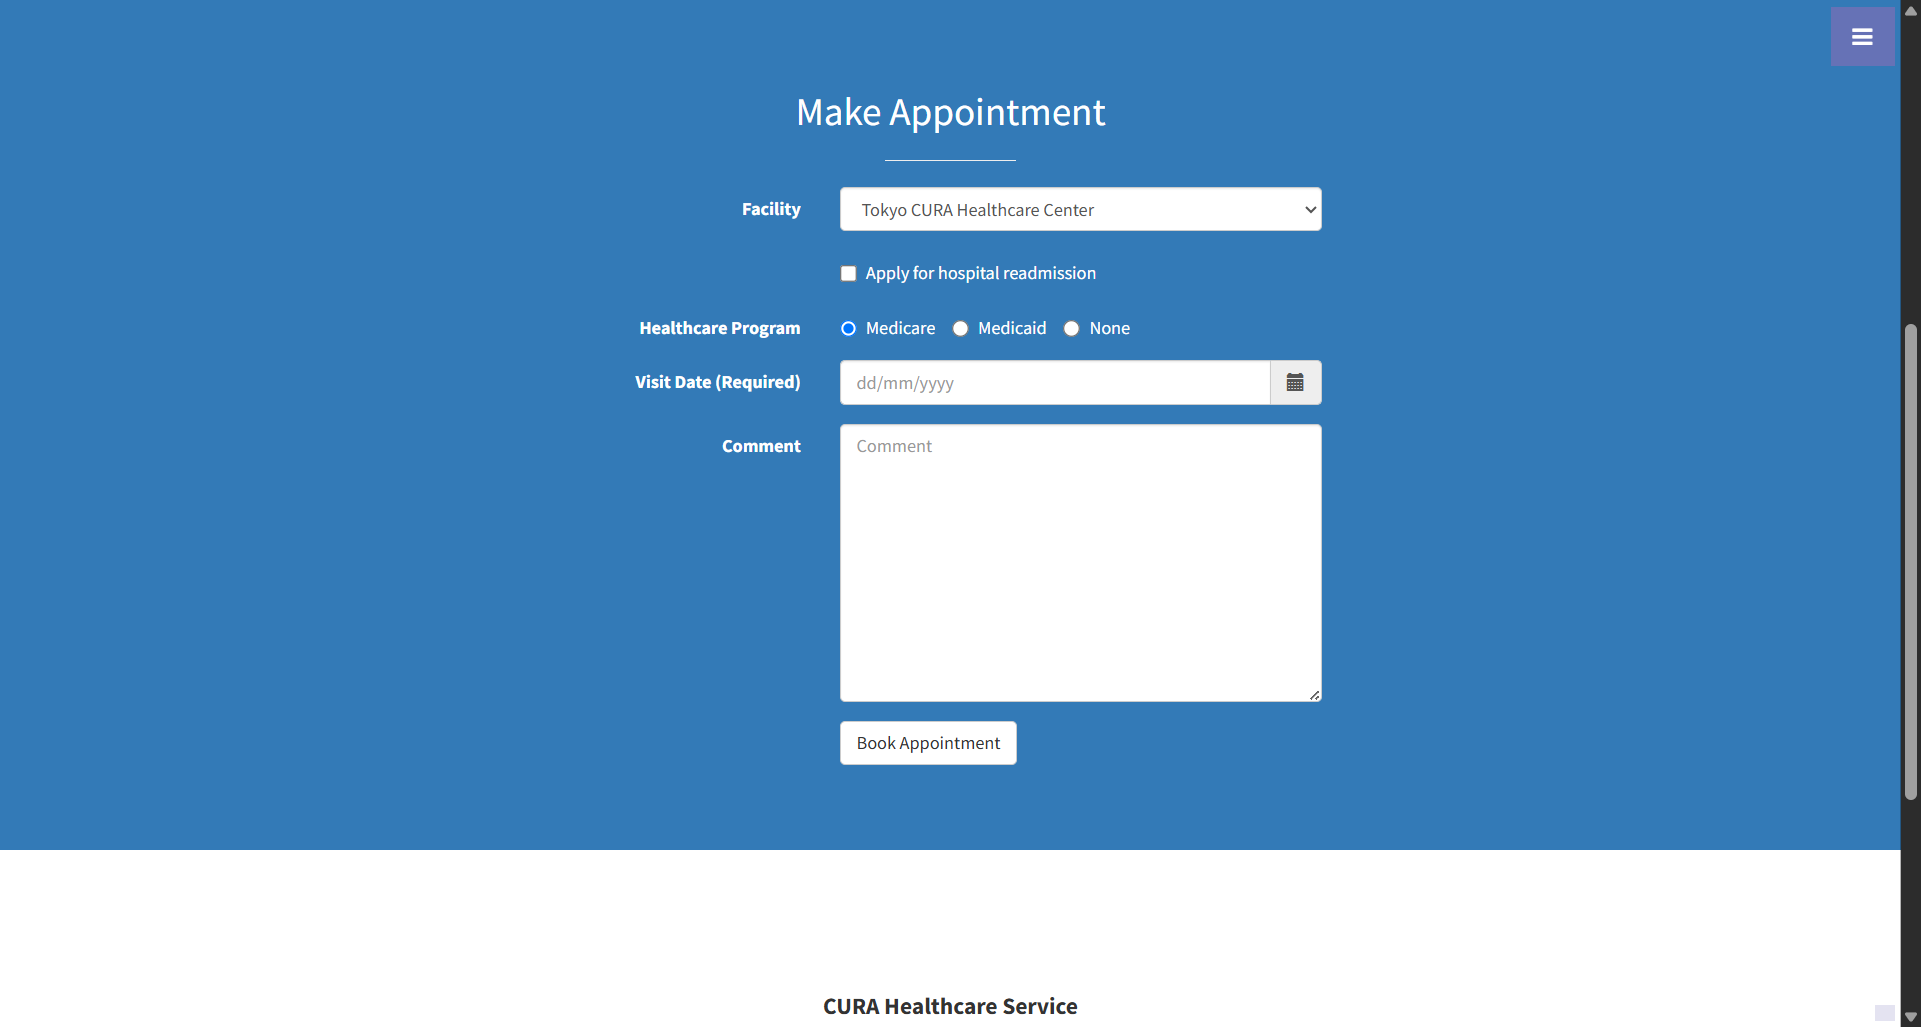 Make Appointment
Facility
Tokyo CURA Healthcare Center
Apply for hospital readmission
Healthcare Program
Medicare
Medicaid
None
Visit Date (Required)
dd/mm/yyyy
Comment
Comment
Book Appointment
CURA Healthcare Service